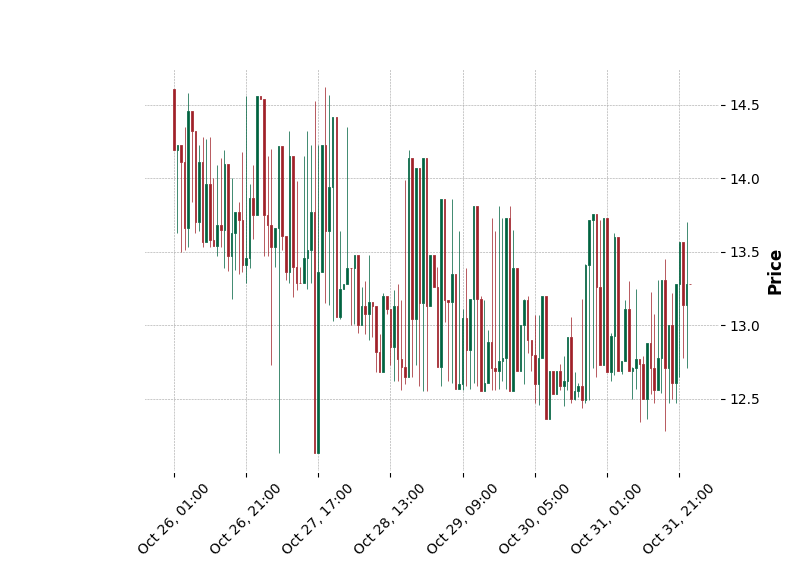 14.5
14.0
13.5
13.0
12.5
Price
Oct 26, 01:00
Oct 26, 21:00
Oct 27, 17:00
Oct 28, 13:00
Oct 29, 09:00
Oct 30, 05:00
Oct 31, 01:00
Oct 31, 21:00